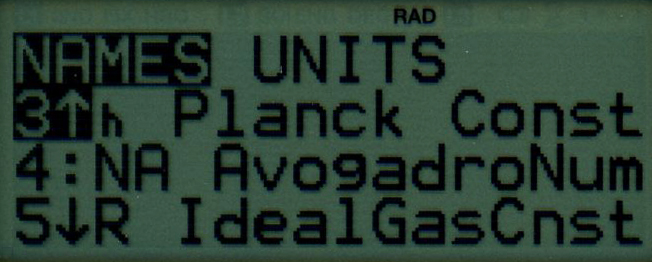 RAD
NAMES UNITS
3↑h Planck Const
4:NA AvogadroNum
5↓R IdealGasCnst